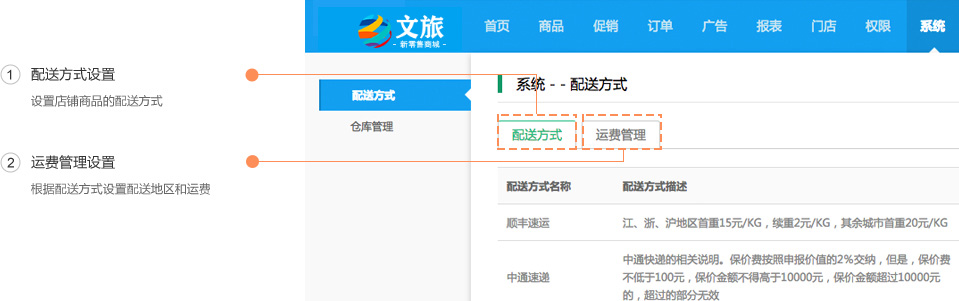 文旅
- 新零售商城 -
首页 商品 促销 订单 广告 报表 门店 权限 系统
1 配送方式设置
设置店铺商品的配送方式
2 运费管理设置
根据配送方式设置配送地区和运费
配送方式
仓库管理
系统 - - 配送方式
配送方式 运费管理
配送方式名称 配送方式描述
顺丰速运 江、浙、沪地区首重15元/KG，续重2元/KG，其余城市首重20元/KG
中通速递 中通快递的相关说明。保价费按照申报价值的2%交纳，但是，保价费
不低于100元，保价金额不得高于10000元，保价金额超过10000元
的，超过的部分无效